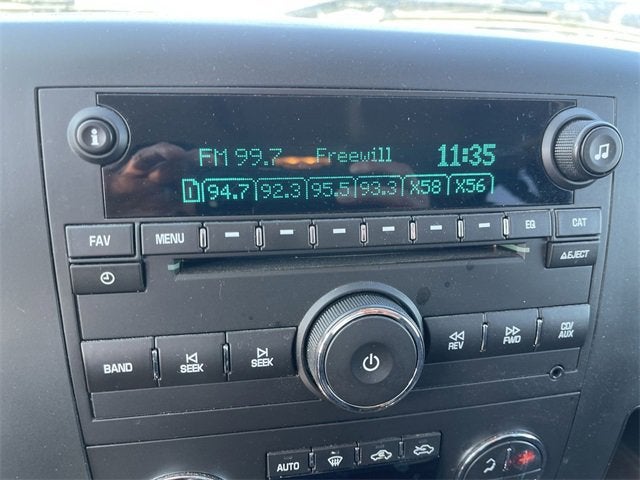 FM 99.7 Freewill 11:35
1 94.7 92.3 95.5 93.3 X58 X56
FAV MENU EQ CAT
EJECT
BAND SEEK SEEK REV FWD CD/AUX
AUTO